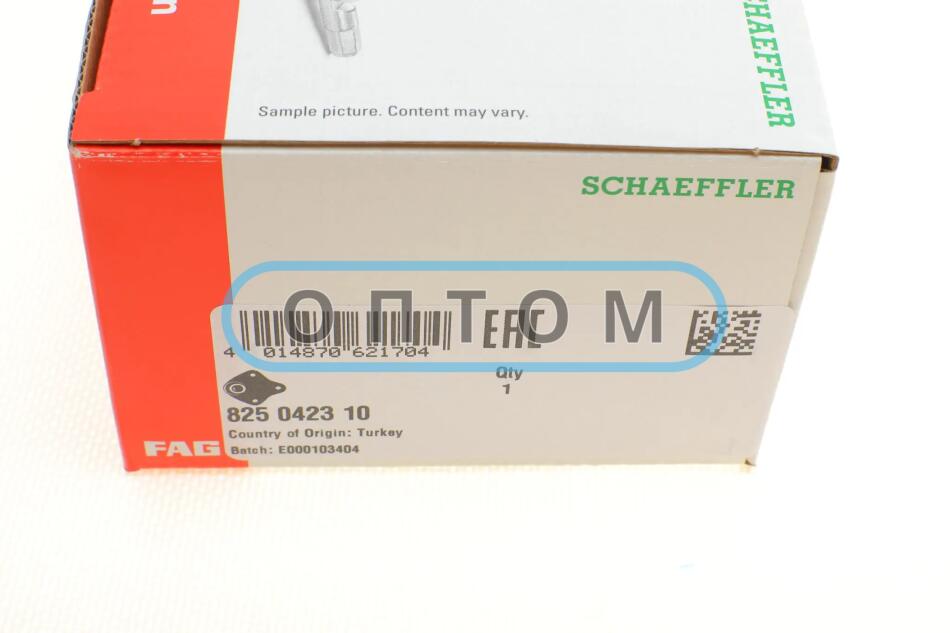 n
Sample picture. Content may vary.
SCHAEFFLER
SCHAEFFLER
ОПТОМ
EAC
4 014870 621704
Qty
1
825 0423 10
Country of Origin: Turkey
FAG
Batch: E000103404